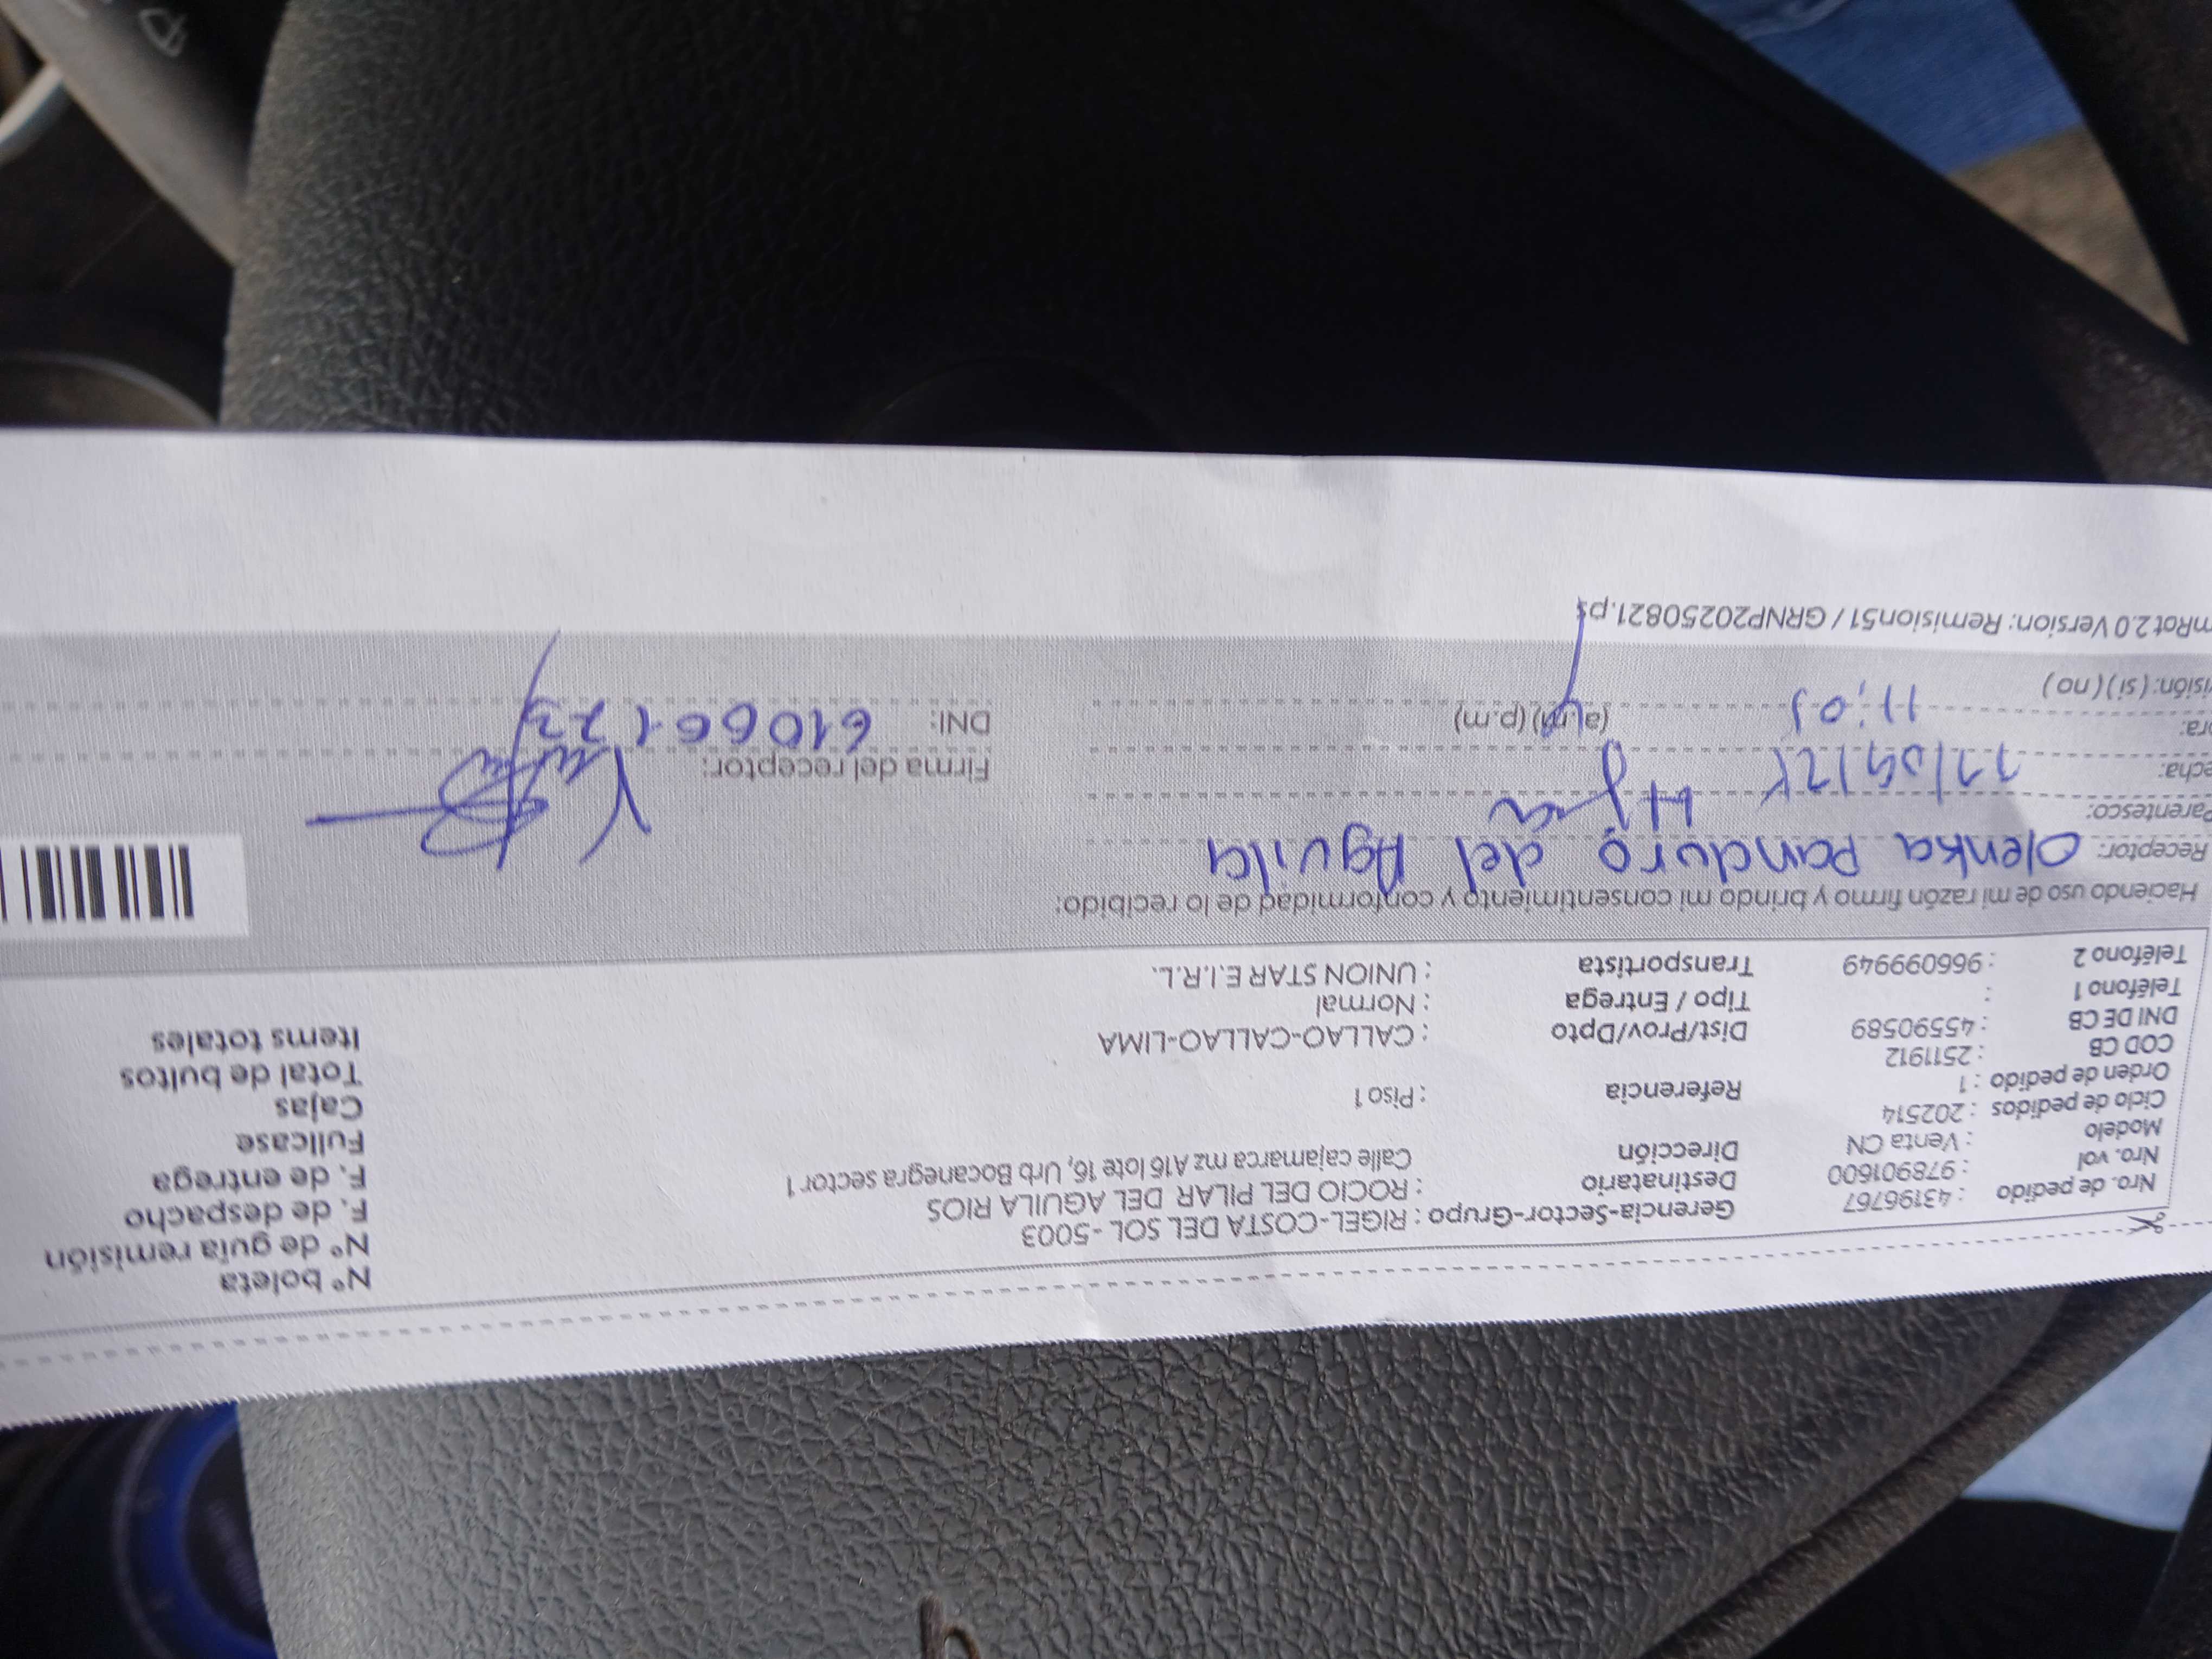 Nro. de pedido : 43196767 Gerencia-Sector-Grupo : RIGEL-COSTA DEL SOL -5003 N° boleta
Nro. vol : 978901600 Destinatario : ROCIO DEL PILAR DEL AGUILA RIOS N° de guía remisión
Modelo : Venta CN Dirección Calle cajamarca mz A16 lote 16, Urb Bocanegra sector 1 F. de despacho
Ciclo de pedidos : 202514 F. de entrega
Orden de pedido : 1 Referencia : Piso 1 Fullcase
COD CB : 2511912 Cajas
DNI DE CB : 45590589 Dist/Prov/Dpto : CALLAO-CALLAO-LIMA Total de bultos
Teléfono 1 : Tipo / Entrega : Normal Items totales
Teléfono 2 : 966099949 Transportista : UNION STAR E.I.R.L.
Haciendo uso de mi razón firmo y brindo mi consentimiento y conformidad de lo recibido:
Receptor: Olenka Panduro del Aguila
Parentesco: Hija
echa: Firma del receptor:
ora: 11:05 (a.m) (p.m) DNI: 61066123
isión: ( si ) ( no )
mRot 2.0 Version: Remision51 / GRNP20250821.ps